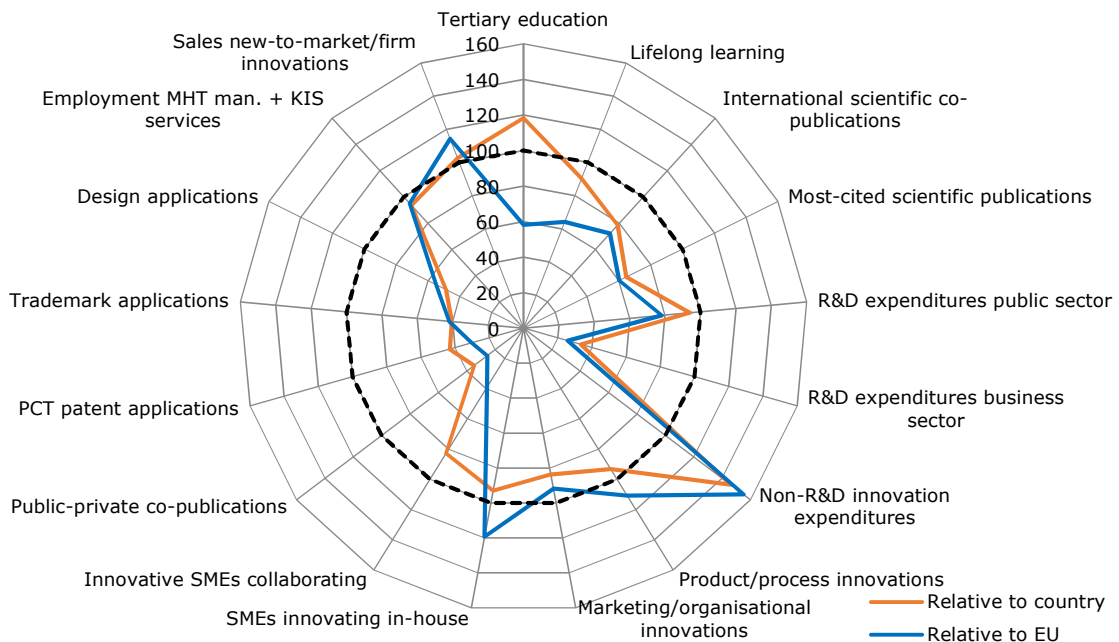 Tertiary education
Sales new-to-market/firm
innovations
160
Lifelong learning
140
Employment MHT man. + KIS
services
120
International scientific co-
publications
100
80
Design applications
Most-cited scientific publications
60
40
20
Trademark applications
0
R&D expenditures public sector
PCT patent applications
R&D expenditures business
sector
Public-private co-publications
Non-R&D innovation
expenditures
Innovative SMEs collaborating
Product/process innovations
SMEs innovating in-house
Marketing/organisational
innovations
Relative to country
Relative to EU